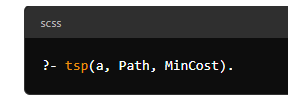 scss
?- tsp(a, Path, MinCost).